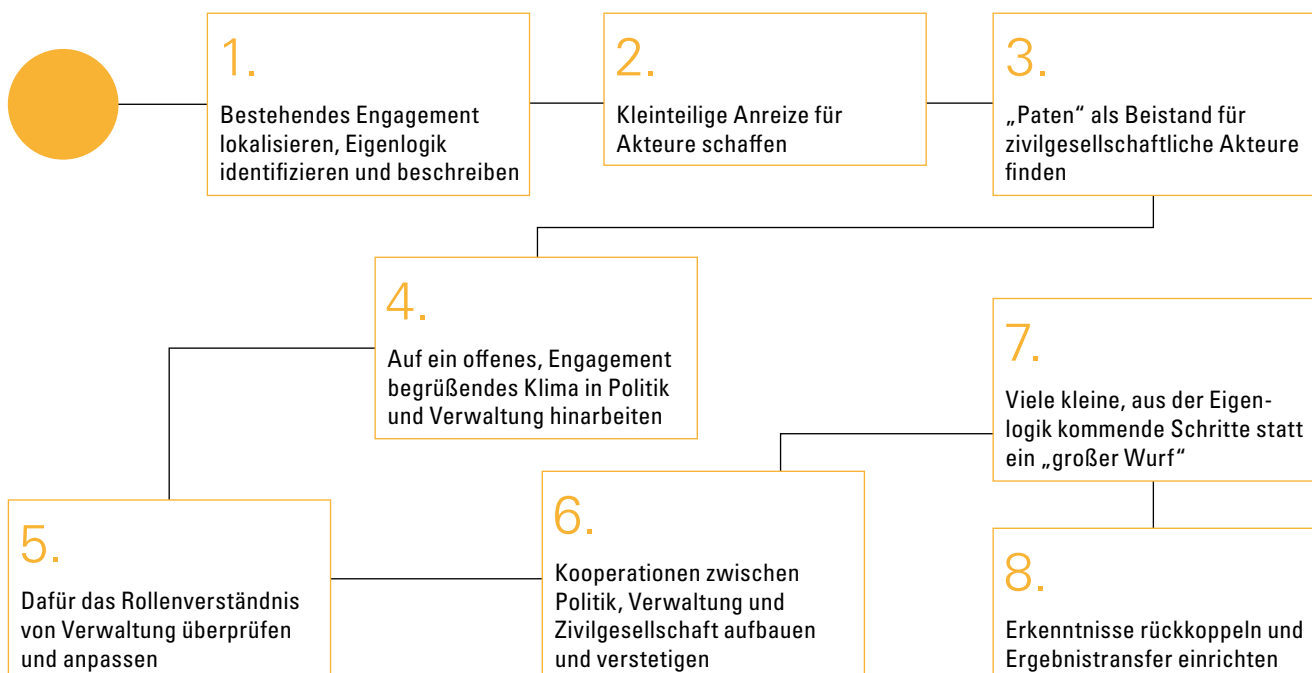 1.
Bestehendes Engagement
lokalisieren, Eigenlogik
identifizieren und beschreiben
2.
Kleinteilige Anreize für
Akteure schaffen
3.
„Paten“ als Beistand für
zivilgesellschaftliche Akteure
finden
4.
Auf ein offenes, Engagement
begrüßendes Klima in Politik
und Verwaltung hinarbeiten
5.
Dafür das Rollenverständnis
von Verwaltung überprüfen
und anpassen
6.
Kooperationen zwischen
Politik, Verwaltung und
Zivilgesellschaft aufbauen
und verstetigen
7.
Viele kleine, aus der Eigen-
logik kommende Schritte statt
ein „großer Wurf“
8.
Erkenntnisse rückkoppeln und
Ergebnistransfer einrichten